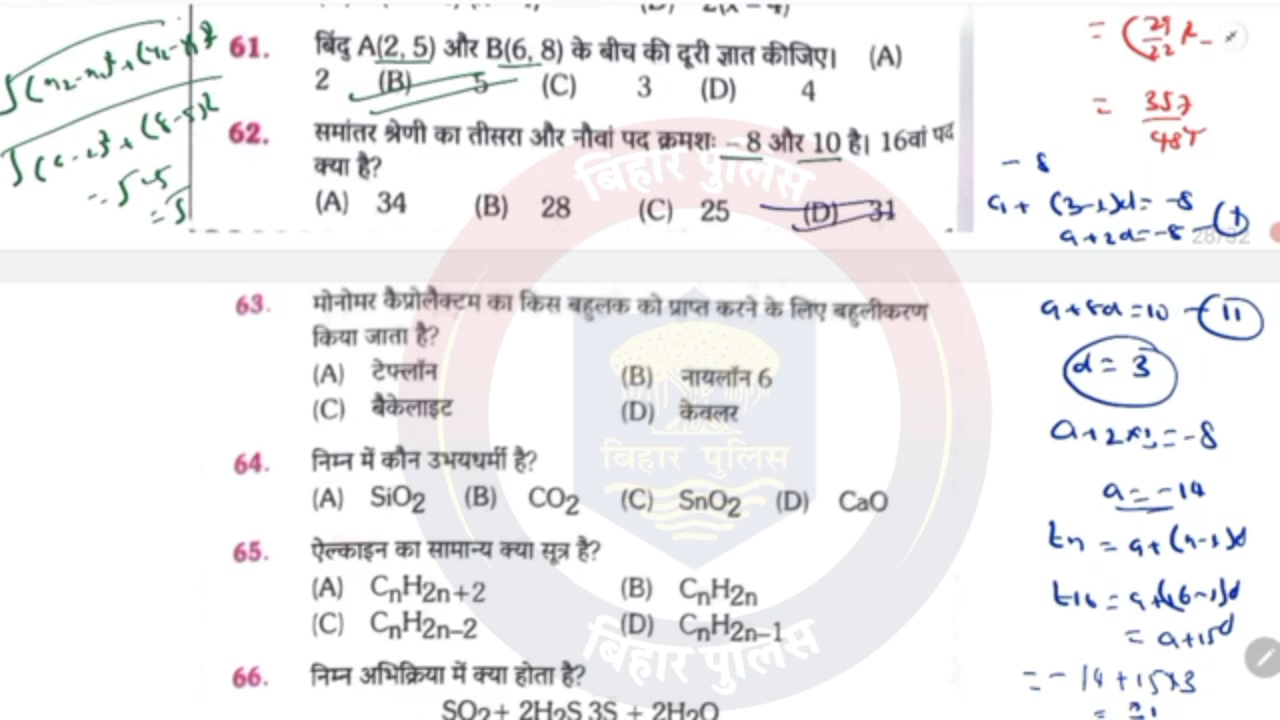 61. बिंदु A(2, 5) और B(6, 8) के बीच की दूरी ज्ञात कीजिए। (A)
2 (B) 5 (C) 3 (D) 4
62. समांतर श्रेणी का तीसरा और नौवां पद क्रमशः – 8 और 10 है। 16वां पद
क्या है?
(A) 34 (B) 28 (C) 25 (D) 31
28/32
63. मोनोमर कैप्रोलैक्टम का किस बहुलक को प्राप्त करने के लिए बहुलीकरण
किया जाता है?
(A) टेफ्लॉन (B) नायलॉन 6
(C) बैकेलाइट (D) केवलर
64. निम्न में कौन उभयधर्मी है?
(A) SiO2 (B) CO2 (C) SnO2 (D) CaO
65. ऐल्काइन का सामान्य क्या सूत्र है?
(A) CnH2n+2 (B) CnH2n
(C) CnH2n–2 (D) CnH2n–1
66. निम्न अभिक्रिया में क्या होता है?
SO2+ 2H2S 3S + 2H2O
बिहार पुलिस
बिहार पुलिस
बिहार पुलिस
– 8
a + (3-1)d = -8
a+2d=-8
a+8d=10 – 11
d = 3
a = -14
tn = a+(n-1)d
t16 = a+(16-1)d
= a+15d
= -14+15×3
= 31